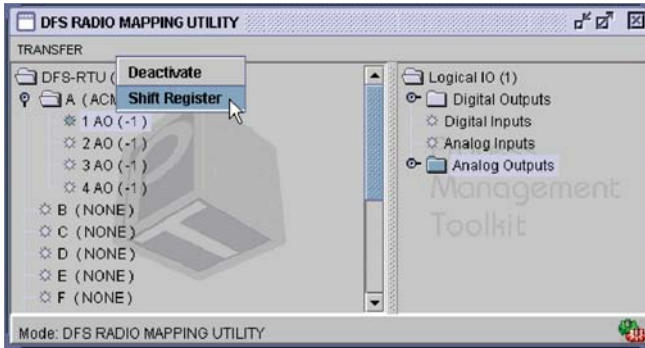 DFS RADIO MAPPING UTILITY
TRANSFER
DFS-RTU (
Deactivate
Shift Register
A (ACM
1 AO (-1)
2 AO (-1)
3 AO (-1)
4 AO (-1)
B (NONE)
C (NONE)
D (NONE)
E (NONE)
F (NONE)
Logical IO (1)
Digital Outputs
Digital Inputs
Analog Inputs
Analog Outputs
Management
Toolkit
Mode: DFS RADIO MAPPING UTILITY